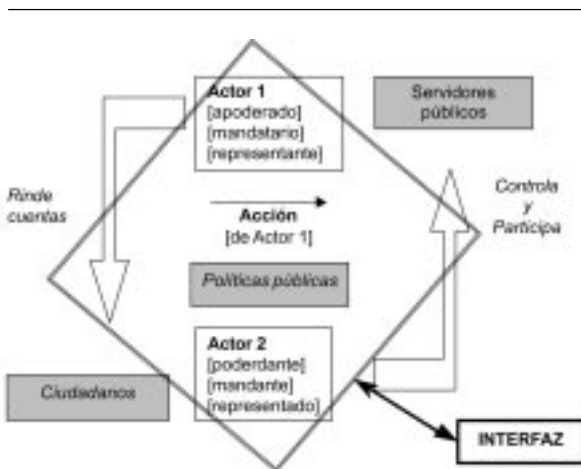 Actor 1
[apoderado]
[mandatario]
[representante]
Servidores
públicos
Rinde
cuentas
Acción
[de Actor 1]
Controla
y
Participa
Políticas públicas
Actor 2
[poderdante]
[mandante]
[representado]
Ciudadanos
INTERFAZ